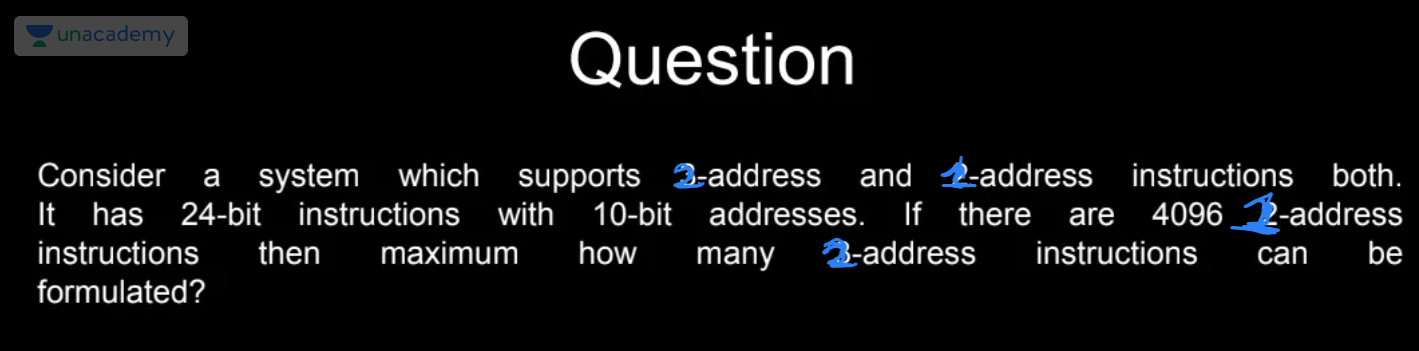 unacademy
Question
Consider a system which supports 2-address and 1-address instructions both.
It has 24-bit instructions with 10-bit addresses. If there are 4096 1-address
instructions then maximum how many 2-address instructions can be
formulated?